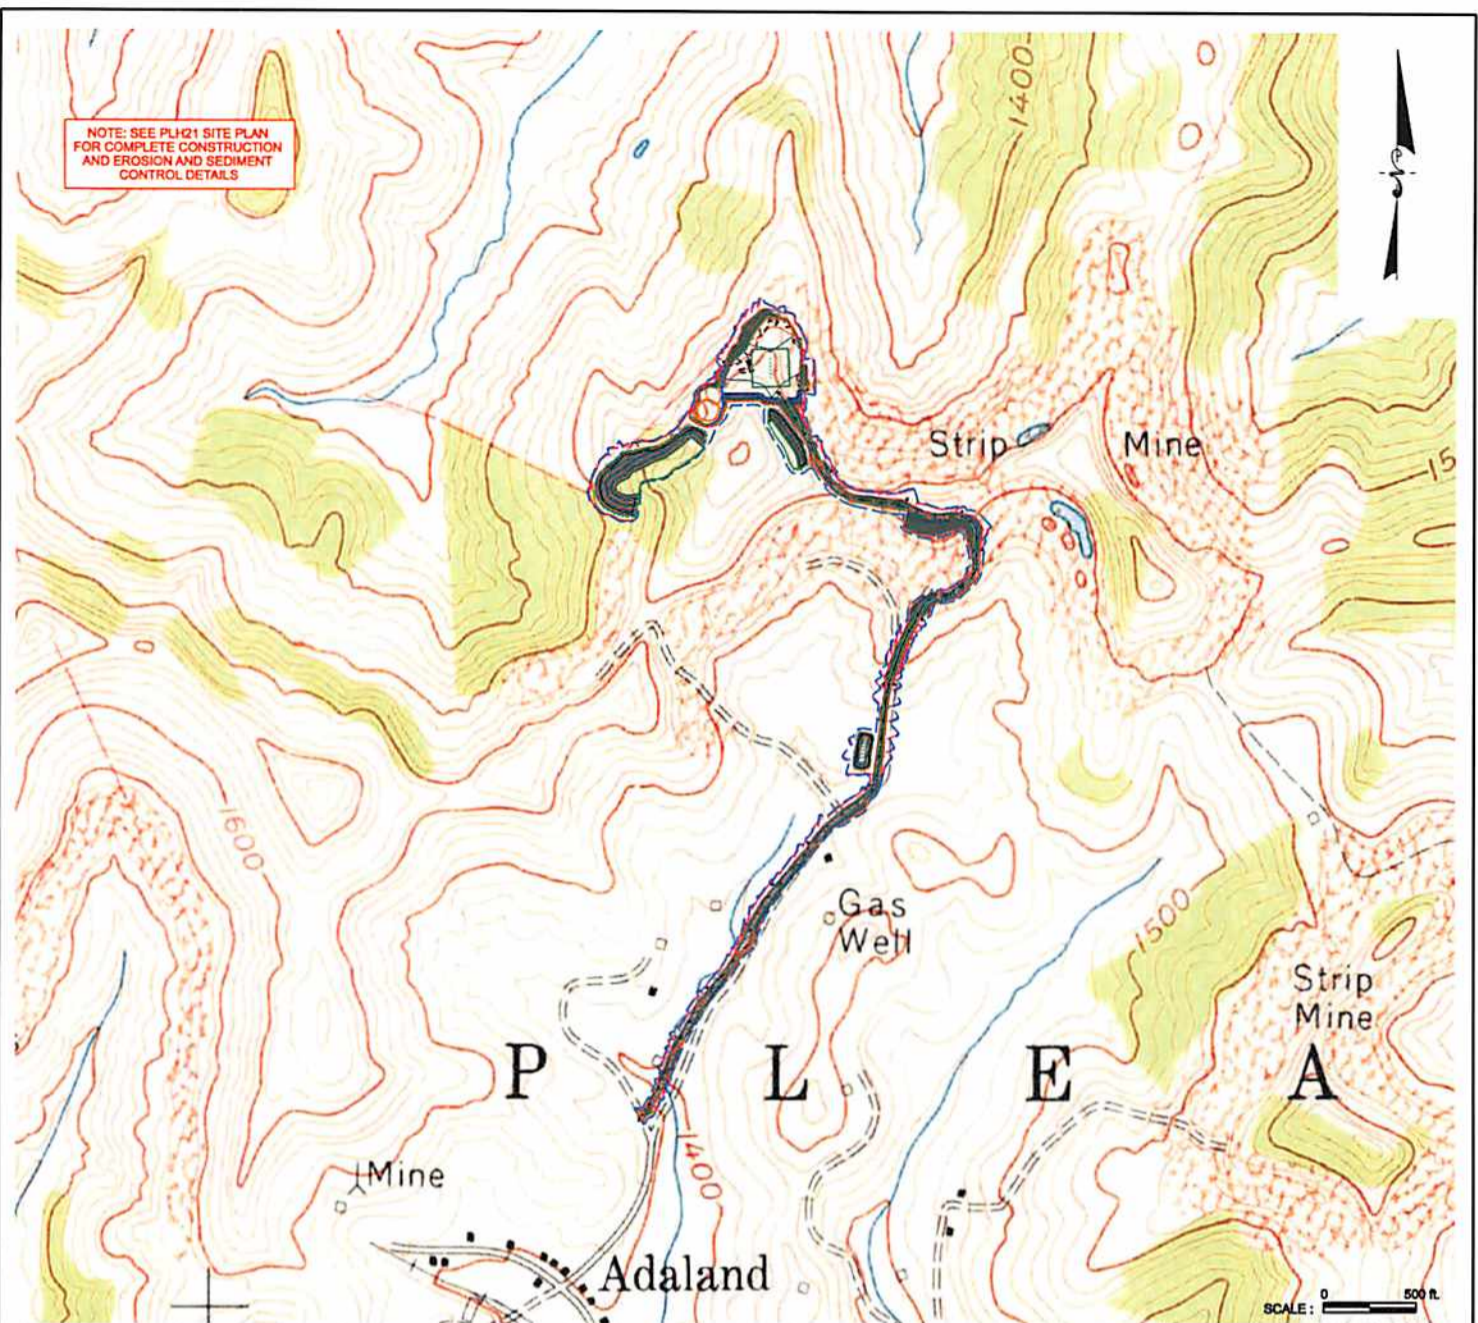 1400
NOTE: SEE PLH21 SITE PLAN
FOR COMPLETE CONSTRUCTION
AND EROSION AND SEDIMENT
CONTROL DETAILS
N
Strip
Mine
15
1600
Gas
Well
1500
Strip
Mine
P L E A
1400
Mine
Adaland
0 500 ft.
SCALE :